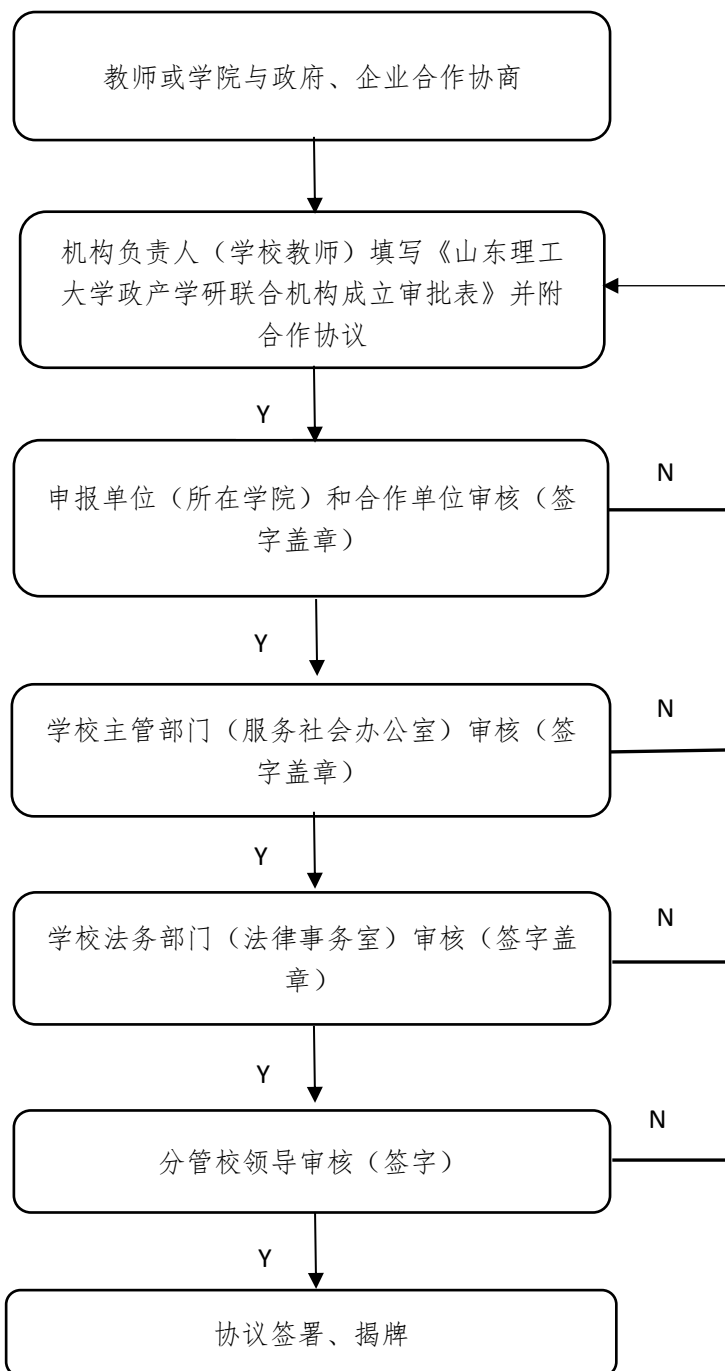 教师或学院与政府、企业合作协商
机构负责人（学校教师）填写《山东理工
大学政产学研联合机构成立审批表》并附
合作协议
Y
申报单位（所在学院）和合作单位审核（签
字盖章）
N
Y
学校主管部门（服务社会办公室）审核（签
字盖章）
N
Y
学校法务部门（法律事务室）审核（签字盖
章）
N
Y
分管校领导审核（签字）
N
Y
协议签署、揭牌